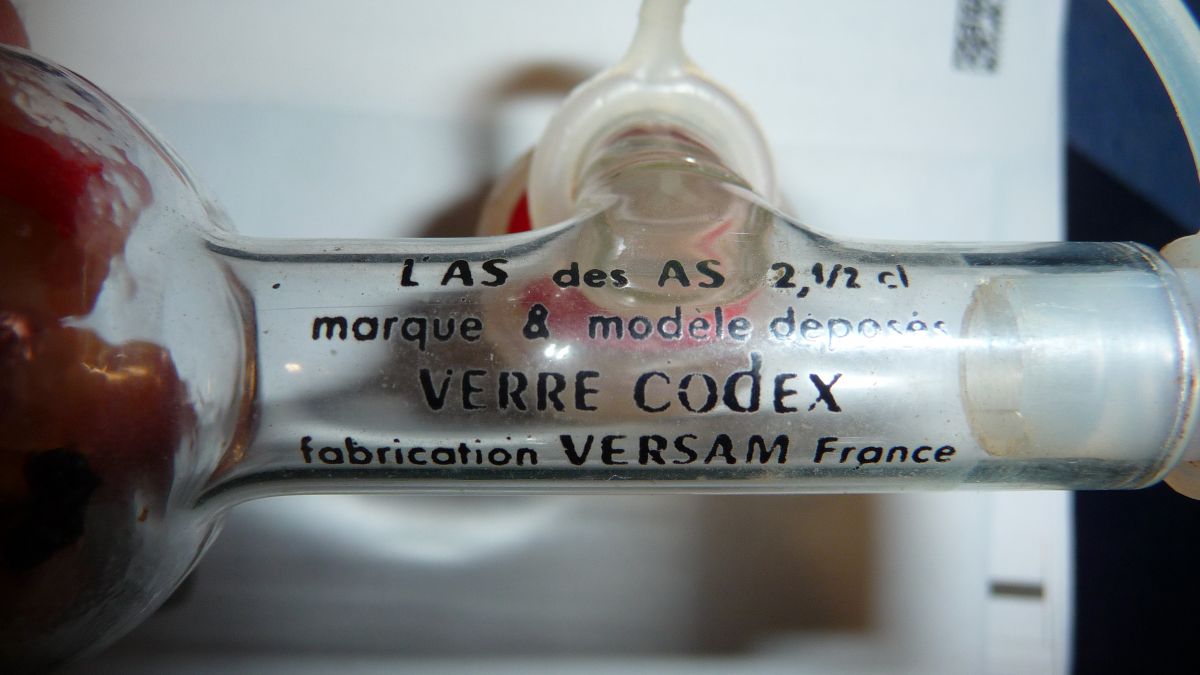 L'AS des AS 2,1/2 cl
marque & modèle déposés
VERRE COdEX
fabrication VERSAM France